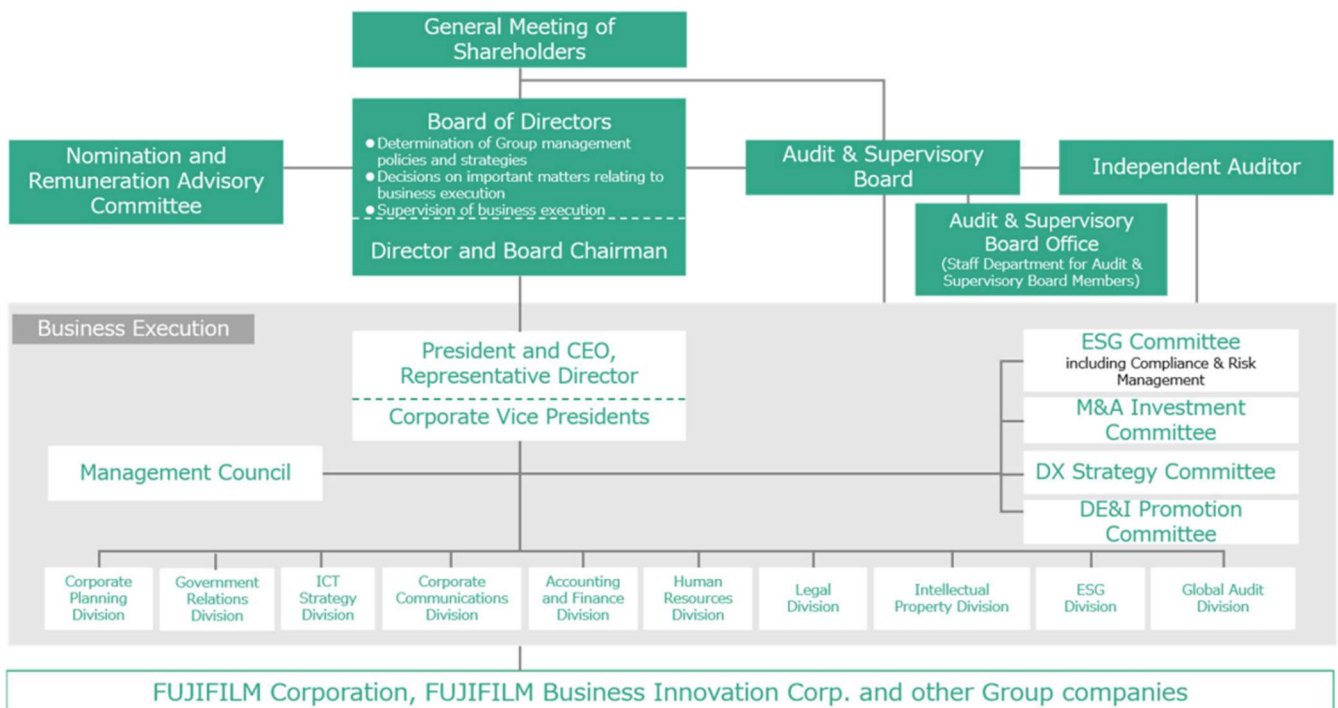 General Meeting of
Shareholders
Board of Directors
●Determination of Group management
policies and strategies
●Decisions on important matters relating to
business execution
●Supervision of business execution
Director and Board Chairman
Nomination and
Remuneration Advisory
Committee
Audit & Supervisory
Board
Independent Auditor
Audit & Supervisory
Board Office
(Staff Department for Audit &
Supervisory Board Members)
Business Execution
President and CEO,
Representative Director
Corporate Vice Presidents
ESG Committee
including Compliance & Risk
Management
M&A Investment
Committee
Management Council
DX Strategy Committee
DE&I Promotion
Committee
Corporate
Planning
Division
Government
Relations
Division
ICT
Strategy
Division
Corporate
Communications
Division
Accounting
and Finance
Division
Human
Resources
Division
Legal
Division
Intellectual
Property Division
ESG
Division
Global Audit
Division
FUJIFILM Corporation, FUJIFILM Business Innovation Corp. and other Group companies